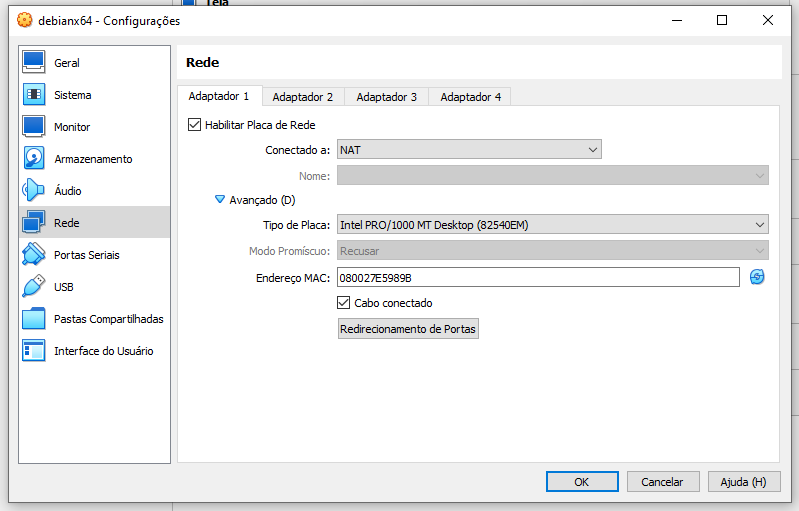 Tela
debianx64 - Configurações
Geral
Sistema
Monitor
Armazenamento
Áudio
Rede
Portas Seriais
USB
Pastas Compartilhadas
Interface do Usuário
Rede
Adaptador 1 Adaptador 2 Adaptador 3 Adaptador 4
Habilitar Placa de Rede
Conectado a: NAT
Nome:
Avançado (D)
Tipo de Placa: Intel PRO/1000 MT Desktop (82540EM)
Modo Promíscuo: Recusar
Endereço MAC: 080027E5989B
Cabo conectado
Redirecionamento de Portas
OK Cancelar Ajuda (H)